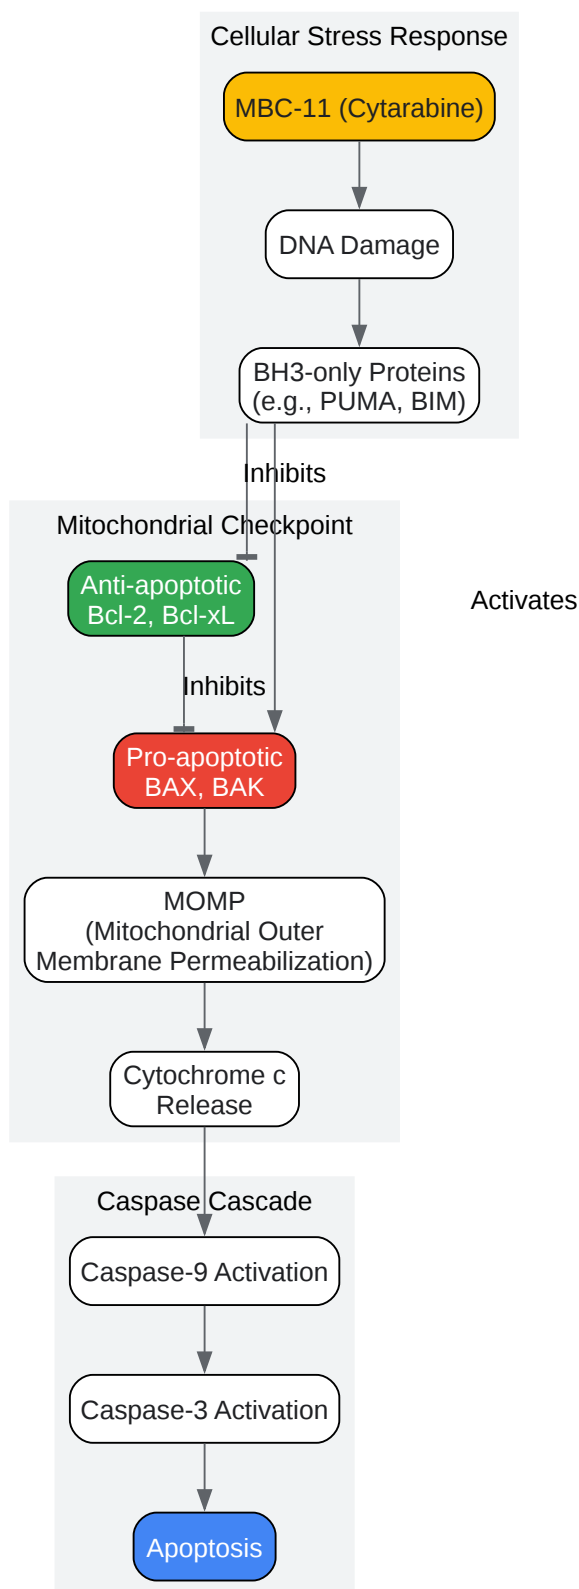 Cellular Stress Response
MBC-11 (Cytarabine)
DNA Damage
BH3-only Proteins
(e.g., PUMA, BIM)
Inhibits
Mitochondrial Checkpoint
Anti-apoptotic
Bcl-2, Bcl-xL
Activates
Inhibits
Pro-apoptotic
BAX, BAK
MOMP
(Mitochondrial Outer
Membrane Permeabilization)
Cytochrome c
Release
Caspase Cascade
Caspase-9 Activation
Caspase-3 Activation
Apoptosis